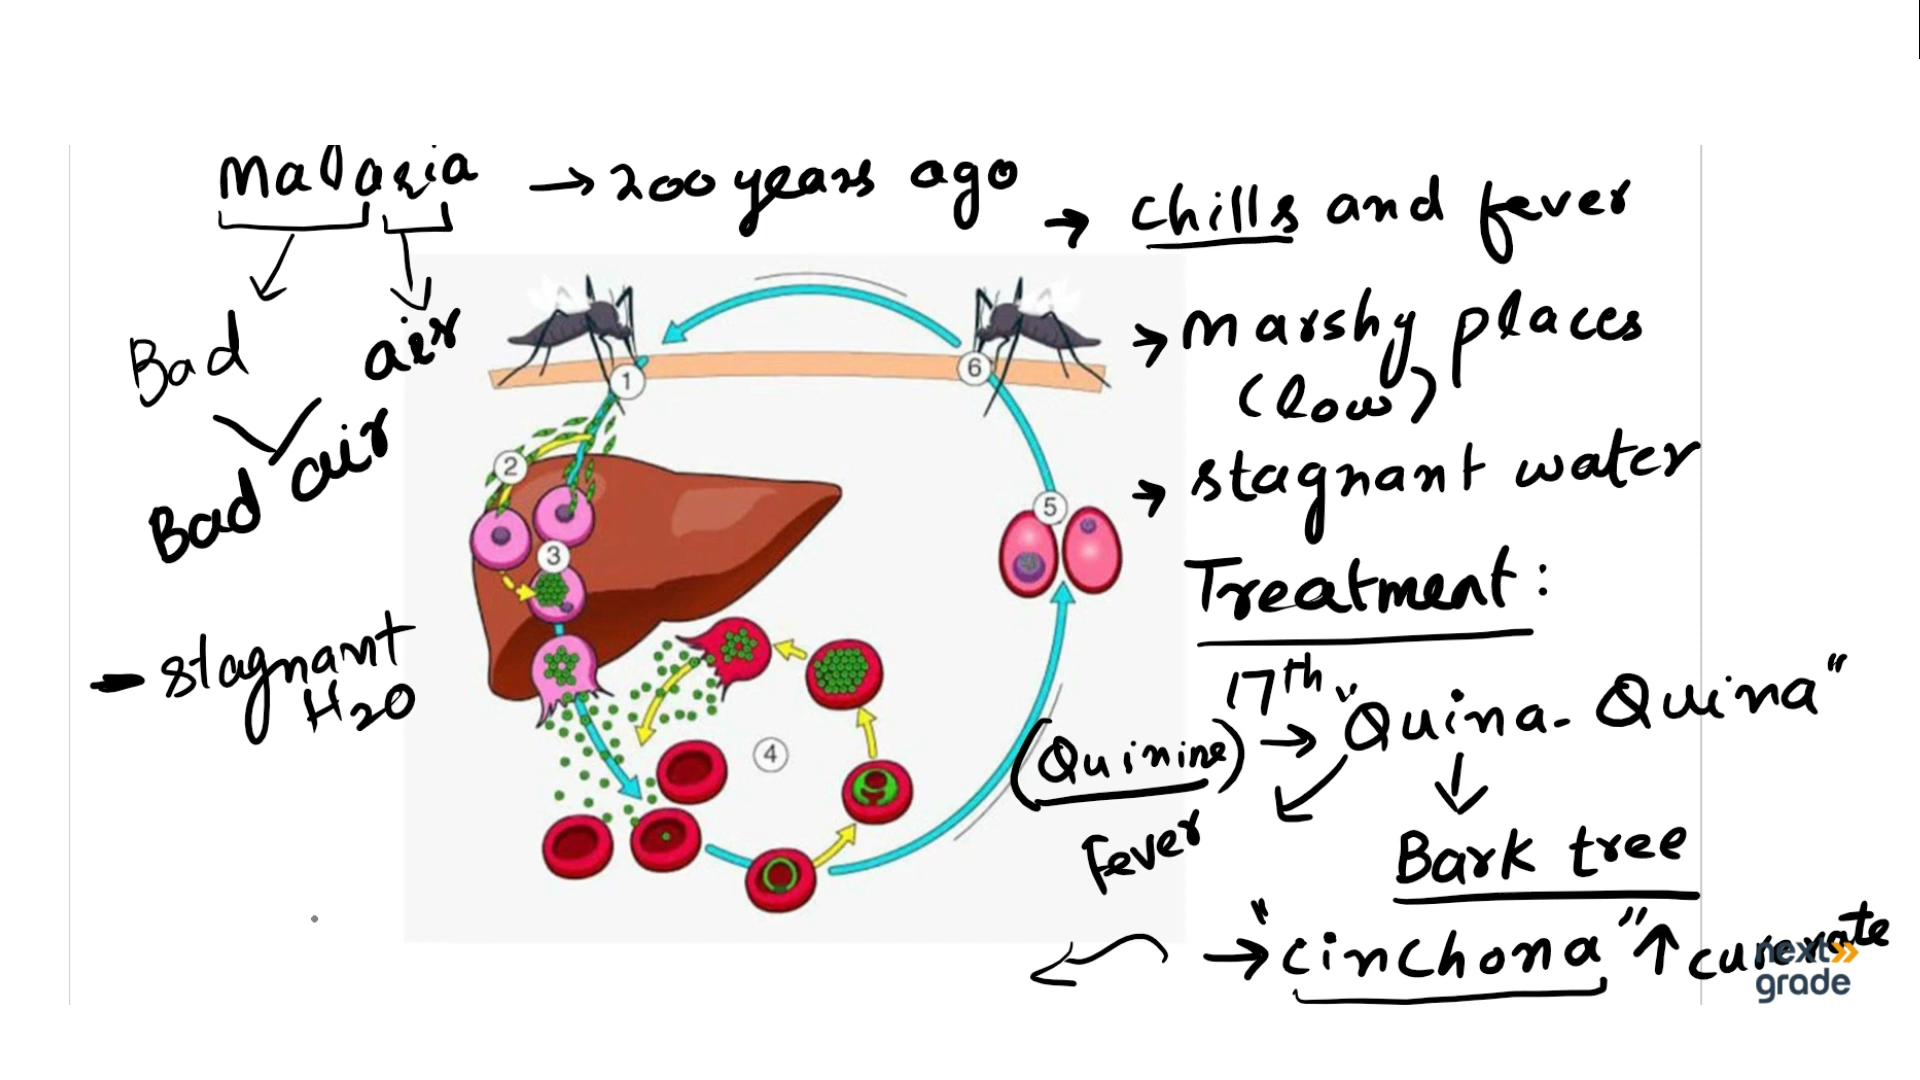 Malaria → 200 years ago
Bad air
Bad air
- stagnant
H20
→ chills and fever
→ Marshy places
(low)
→ stagnant water
Treatment:
17th
(Quinine) → "Quina-Quina"
Fever
Bark tree
→ "cinchona" ↑ cure rate
1
2
3
4
5
6
next
grade